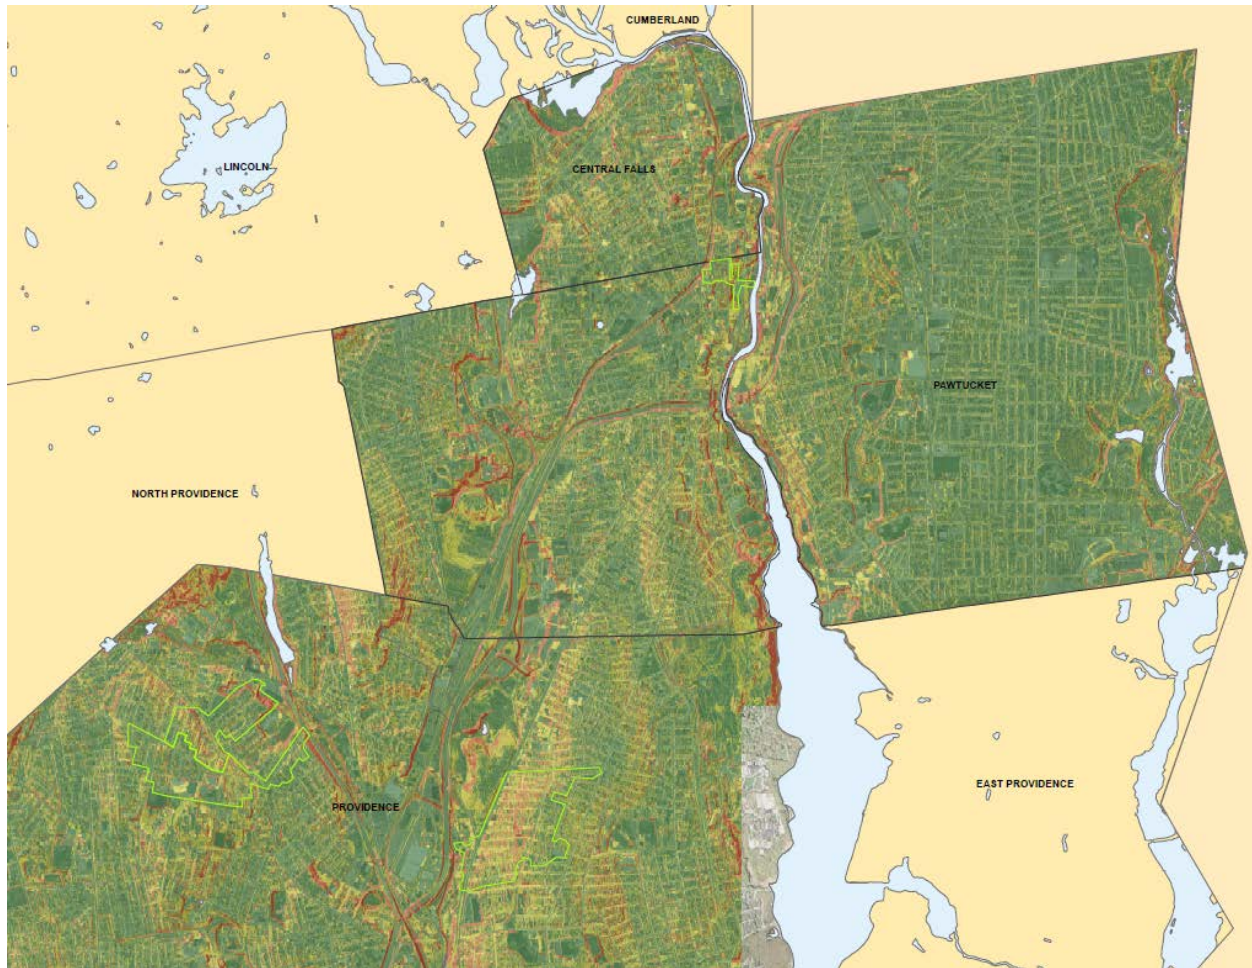 CUMBERLAND
LINCOLN
CENTRAL FALLS
PAWTUCKET
NORTH PROVIDENCE
EAST PROVIDENCE
PROVIDENCE